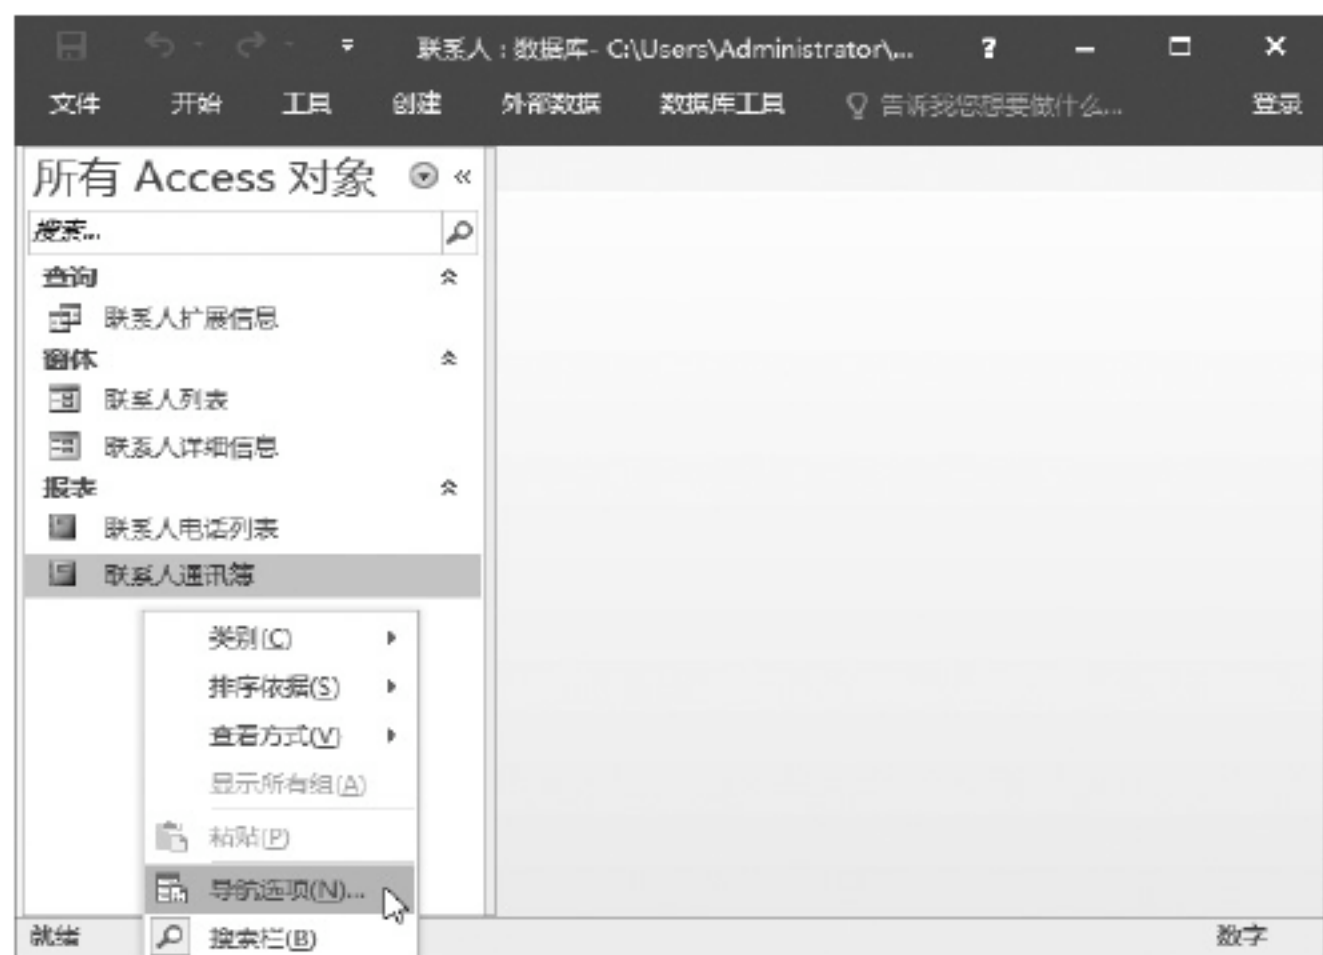 联系人 : 数据库- C:\Users\Administrator\... ?
文件 开始 工具 创建 外部数据 数据库工具 告诉我您想要做什么... 登录
所有 Access 对象 «
搜索...
查询
联系人扩展信息
窗体
联系人列表
联系人详细信息
报表
联系人电话列表
联系人通讯簿
类别(C)
排序依据(S)
查看方式(V)
显示所有组(A)
粘贴(P)
导航选项(N)...
搜索栏(B)
就绪 数字